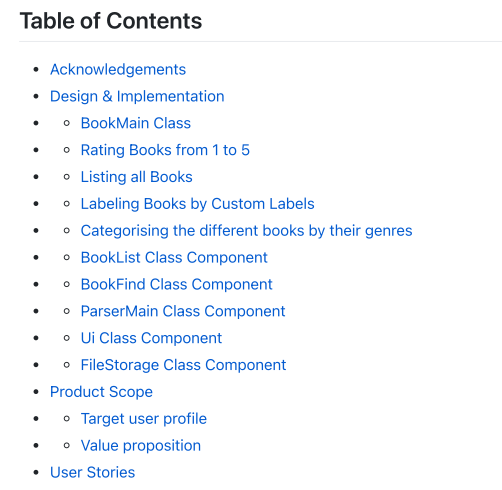 Table of Contents
Acknowledgements
Design & Implementation
BookMain Class
Rating Books from 1 to 5
Listing all Books
Labeling Books by Custom Labels
Categorising the different books by their genres
BookList Class Component
BookFind Class Component
ParserMain Class Component
Ui Class Component
FileStorage Class Component
Product Scope
Target user profile
Value proposition
User Stories